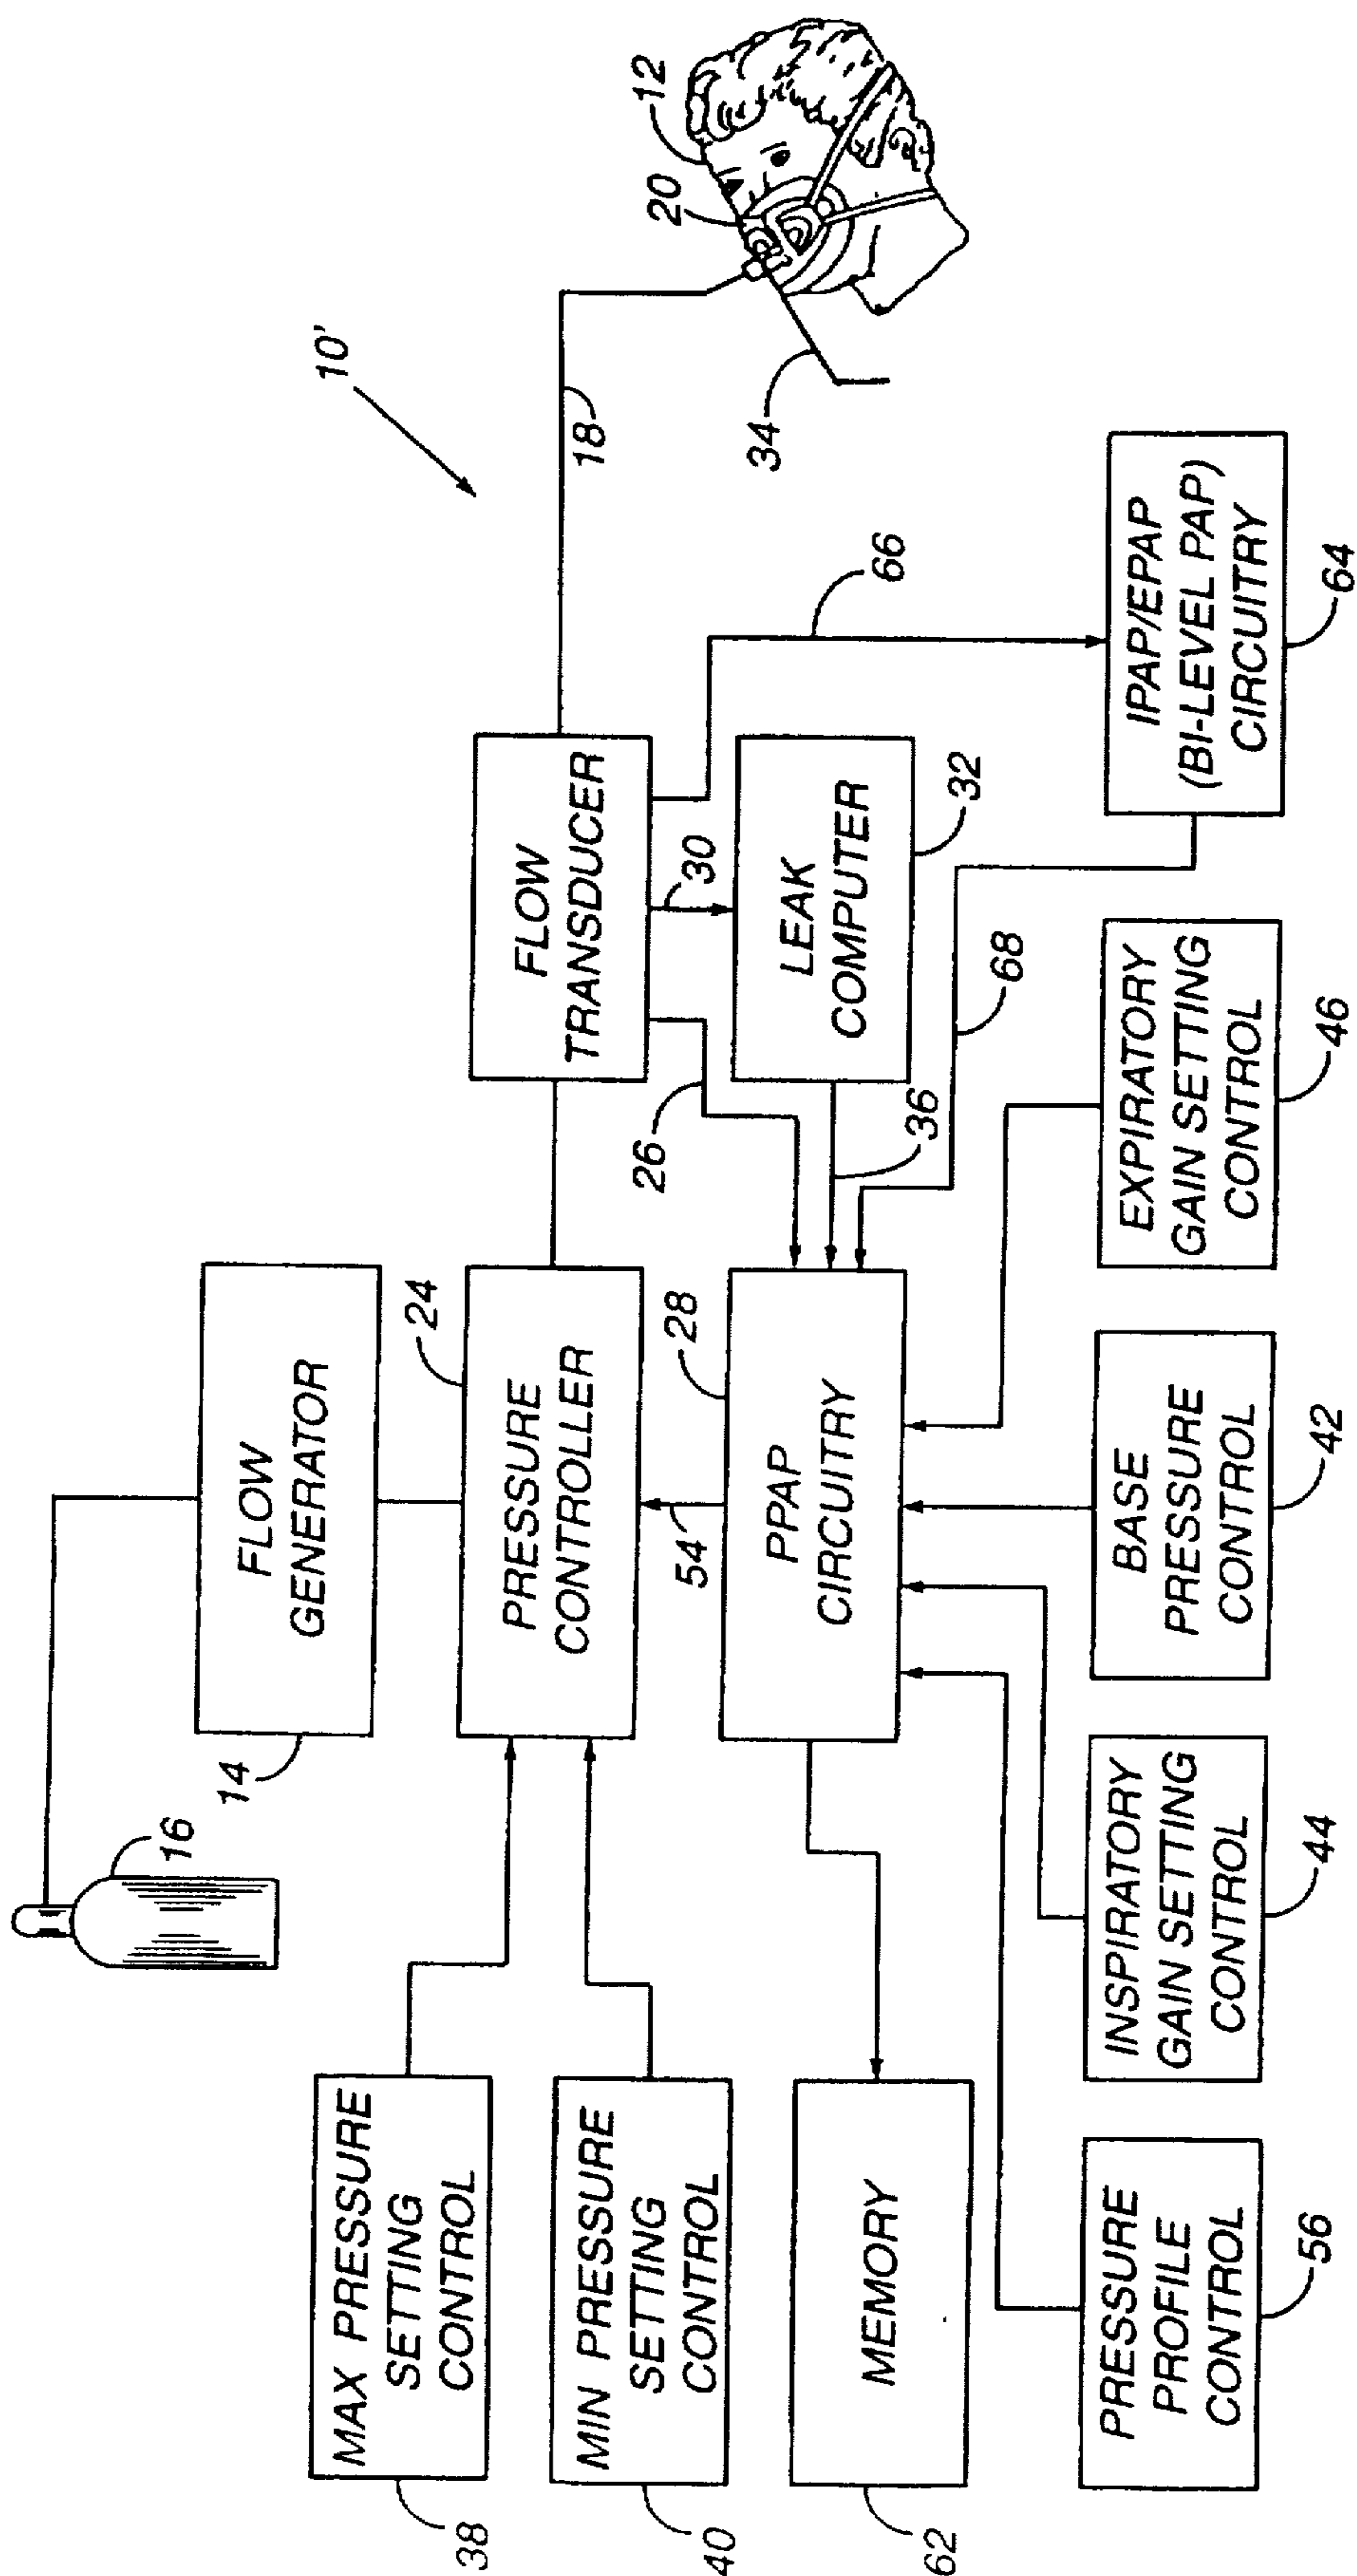 10'
16
14
FLOW
GENERATOR
12
20
18
34
38
MAX PRESSURE
SETTING
CONTROL
24
PRESSURE
CONTROLLER
FLOW
TRANSDUCER
40
MIN PRESSURE
SETTING
CONTROL
54
26
30
66
62
MEMORY
28
PPAP
CIRCUITRY
36
LEAK
COMPUTER
32
68
PRESSURE
PROFILE
CONTROL
56
INSPIRATORY
GAIN SETTING
CONTROL
44
BASE
PRESSURE
CONTROL
42
EXPIRATORY
GAIN SETTING
CONTROL
46
IPAP/EPAP
(BI-LEVEL PAP)
CIRCUITRY
64